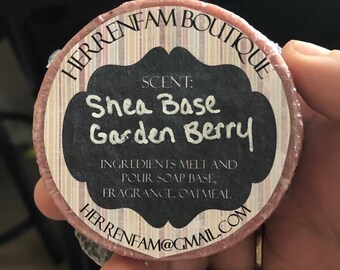 HERRENFAM BOUTIQUE
SCENT:
Shea Base
Garden Berry
INGREDIENTS MELT AND
POUR SOAP BASE,
FRAGRANCE, OATMEAL
HERRENFAM@GMAIL.COM